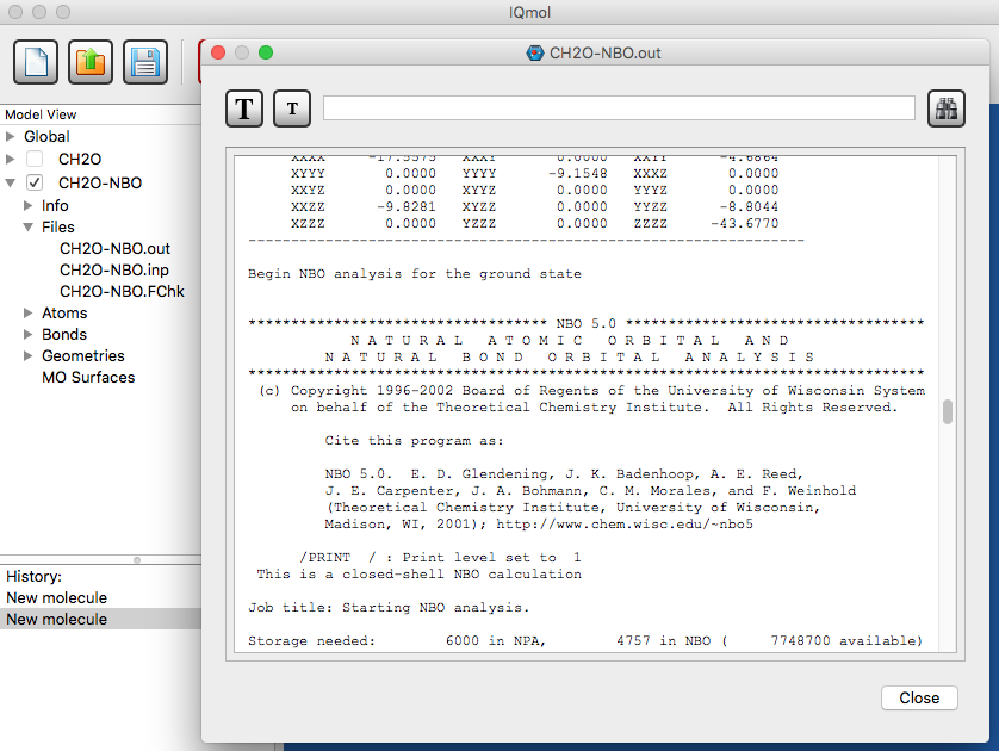 IQmol
CH2O-NBO.out
T T
Model View
Global
CH2O
CH2O-NBO
Info
Files
CH2O-NBO.out
CH2O-NBO.inp
CH2O-NBO.FChk
Atoms
Bonds
Geometries
MO Surfaces
History:
New molecule
New molecule
XXXX -17.5575 XXXY 0.0000 XXYY -4.6864
XYYY 0.0000 YYYY -9.1548 XXXZ 0.0000
XXYZ 0.0000 XYYZ 0.0000 YYYZ 0.0000
XXZZ -9.8281 XYZZ 0.0000 YYZZ -8.8044
XZZZ 0.0000 YZZZ 0.0000 ZZZZ -43.6770
-----------------------------------------------------------------
Begin NBO analysis for the ground state
*********************************** NBO 5.0 ***********************************
N A T U R A L   A T O M I C   O R B I T A L   A N D
N A T U R A L   B O N D   O R B I T A L   A N A L Y S I S
*******************************************************************************
(c) Copyright 1996-2002 Board of Regents of the University of Wisconsin System
on behalf of the Theoretical Chemistry Institute.  All Rights Reserved.
Cite this program as:
NBO 5.0.  E. D. Glendening, J. K. Badenhoop, A. E. Reed,
J. E. Carpenter, J. A. Bohmann, C. M. Morales, and F. Weinhold
(Theoretical Chemistry Institute, University of Wisconsin,
Madison, WI, 2001); http://www.chem.wisc.edu/~nbo5
/PRINT  / : Print level set to  1
This is a closed-shell NBO calculation
Job title: Starting NBO analysis.
Storage needed: 6000 in NPA, 4757 in NBO ( 7748700 available)
Close